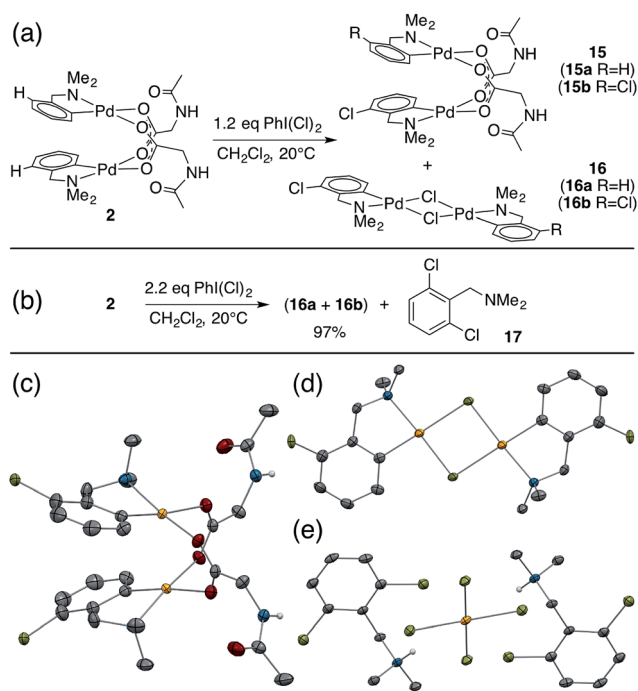 (a)
R
N
Me2
O
NH
Pd
O
O
O
O
Pd
NH
Cl
N
Me2
O
15
(15a R=H)
(15b R=Cl)
N
Me2
H
Pd
O
O
O
NH
H
Pd
O
O
NH
N
Me2
O
2
1.2 eq PhI(Cl)2
CH2Cl2, 20°C
+
16
(16a R=H)
(16b R=Cl)
Cl
Cl
Me2
N
Pd
Pd
N
Me2
Cl
R
(b)
2
2.2 eq PhI(Cl)2
CH2Cl2, 20°C
(16a + 16b)
97%
+
Cl
NMe2
Cl
17
(c)
(d)
(e)